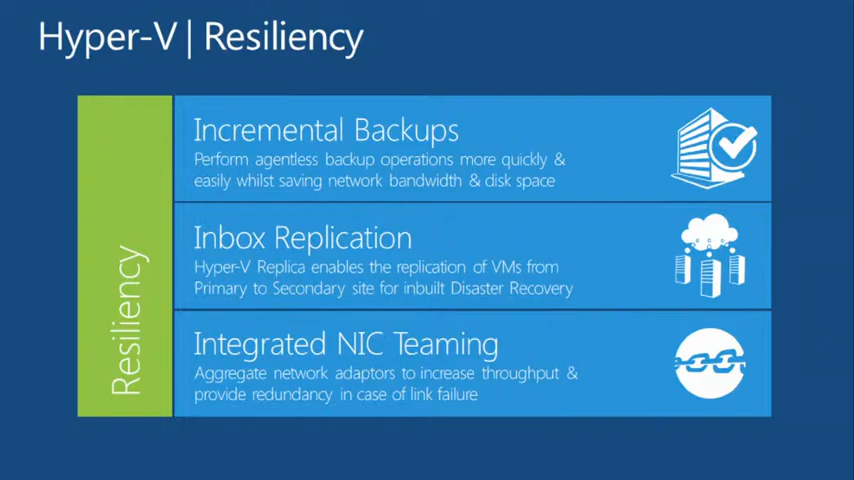 Hyper-V | Resiliency
Resiliency
Incremental Backups
Perform agentless backup operations more quickly &
easily whilst saving network bandwidth & disk space
Inbox Replication
Hyper-V Replica enables the replication of VMs from
Primary to Secondary site for inbuilt Disaster Recovery
Integrated NIC Teaming
Aggregate network adaptors to increase throughput &
provide redundancy in case of link failure